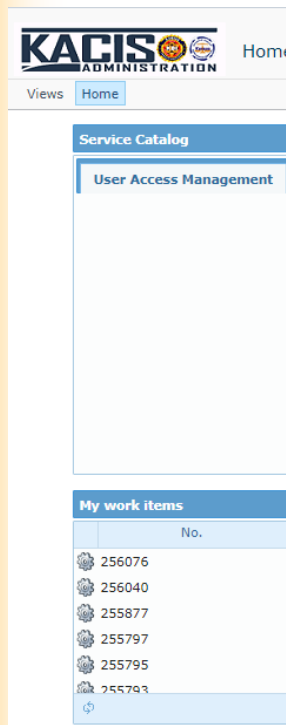 KACIS
ADMINISTRATION
Home
Views Home
Service Catalog
User Access Management
My work items
No.
256076
256040
255877
255797
255795
255793